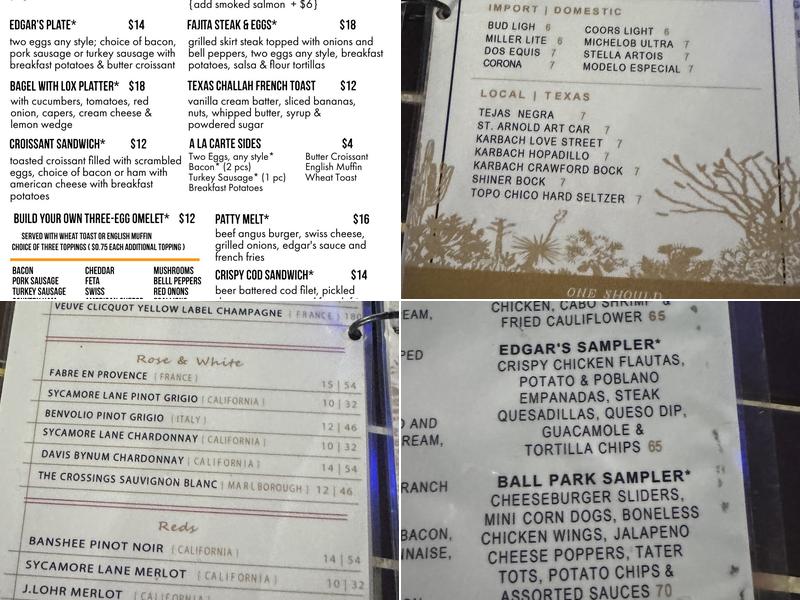 {add smoked salmon + $6}
EDGAR'S PLATE* $14
two eggs any style; choice of bacon,
pork sausage or turkey sausage with
breakfast potatoes & butter croissant
BAGEL WITH LOX PLATTER* $18
with cucumbers, tomatoes, red
onion, capers, cream cheese &
lemon wedge
CROISSANT SANDWICH* $12
toasted croissant filled with scrambled
eggs, choice of bacon or ham with
american cheese with breakfast
potatoes
BUILD YOUR OWN THREE-EGG OMELET* $12
SERVED WITH WHEAT TOAST OR ENGLISH MUFFIN
CHOICE OF THREE TOPPINGS ( $0.75 EACH ADDITIONAL TOPPING )
BACON CHEDDAR MUSHROOMS
PORK SAUSAGE FETA BELLL PEPPERS
TURKEY SAUSAGE SWISS RED ONIONS
FAJITA STEAK & EGGS* $18
grilled skirt steak topped with onions and
bell peppers, two eggs any style, breakfast
potatoes, salsa & flour tortillas
TEXAS CHALLAH FRENCH TOAST $12
vanilla cream batter, sliced bananas,
nuts, whipped butter, syrup &
powdered sugar
A LA CARTE SIDES $4
Two Eggs, any style* Butter Croissant
Bacon* (2 pcs) English Muffin
Turkey Sausage* (1 pc) Wheat Toast
Breakfast Potatoes
PATTY MELT* $16
beef angus burger, swiss cheese,
grilled onions, edgar's sauce and
french fries
CRISPY COD SANDWICH* $14
beer battered cod filet, pickled
IMPORT | DOMESTIC
BUD LIGH 6 COORS LIGHT 6
MILLER LITE 6 MICHELOB ULTRA 7
DOS EQUIS 7 STELLA ARTOIS 7
CORONA 7 MODELO ESPECIAL 7
LOCAL | TEXAS
TEJAS NEGRA 7
ST. ARNOLD ART CAR 7
KARBACH LOVE STREET 7
KARBACH HOPADILLO 7
KARBACH CRAWFORD BOCK 7
SHINER BOCK 7
TOPO CHICO HARD SELTZER 7
ONE SHOULD
VEUVE CLICQUOT YELLOW LABEL CHAMPAGNE ( FRANCE ) 180
Rose & White
FABRE EN PROVENCE ( FRANCE ) 15 | 54
SYCAMORE LANE PINOT GRIGIO ( CALIFORNIA ) 10 | 32
BENVOLIO PINOT GRIGIO ( ITALY ) 12 | 46
SYCAMORE LANE CHARDONNAY ( CALIFORNIA ) 10 | 32
DAVIS BYNUM CHARDONNAY ( CALIFORNIA ) 14 | 54
THE CROSSINGS SAUVIGNON BLANC ( MARLBOROUGH ) 12 | 46
Reds
BANSHEE PINOT NOIR ( CALIFORNIA ) 14 | 54
SYCAMORE LANE MERLOT ( CALIFORNIA ) 10 | 32
J.LOHR MERLOT ( CALIFORNIA )
EAM,
PED
O AND
REAM,
RANCH
BACON,
NNAISE,
CHICKEN, CABO SHRIMP &
FRIED CAULIFLOWER 65
EDGAR'S SAMPLER*
CRISPY CHICKEN FLAUTAS,
POTATO & POBLANO
EMPANADAS, STEAK
QUESADILLAS, QUESO DIP,
GUACAMOLE &
TORTILLA CHIPS 65
BALL PARK SAMPLER*
CHEESEBURGER SLIDERS,
MINI CORN DOGS, BONELESS
CHICKEN WINGS, JALAPENO
CHEESE POPPERS, TATER
TOTS, POTATO CHIPS &
ASSORTED SAUCES 70